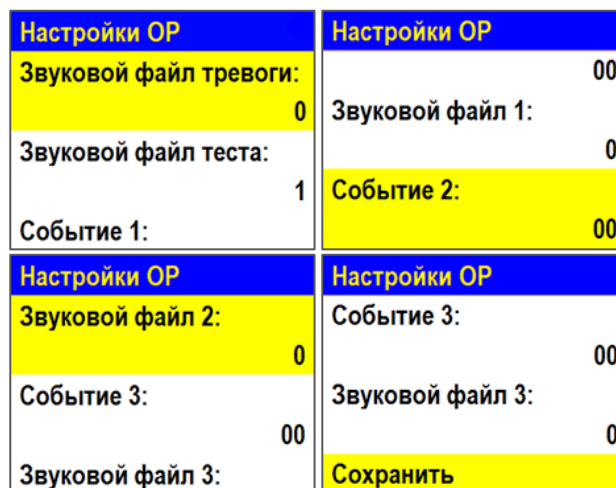 Настройки ОР
Звуковой файл тревоги:
0
Звуковой файл теста:
1
Событие 1:
Настройки ОР
00
Звуковой файл 1:
0
Событие 2:
00
Настройки ОР
Звуковой файл 2:
0
Событие 3:
00
Звуковой файл 3:
Настройки ОР
Событие 3:
00
Звуковой файл 3:
0
Сохранить